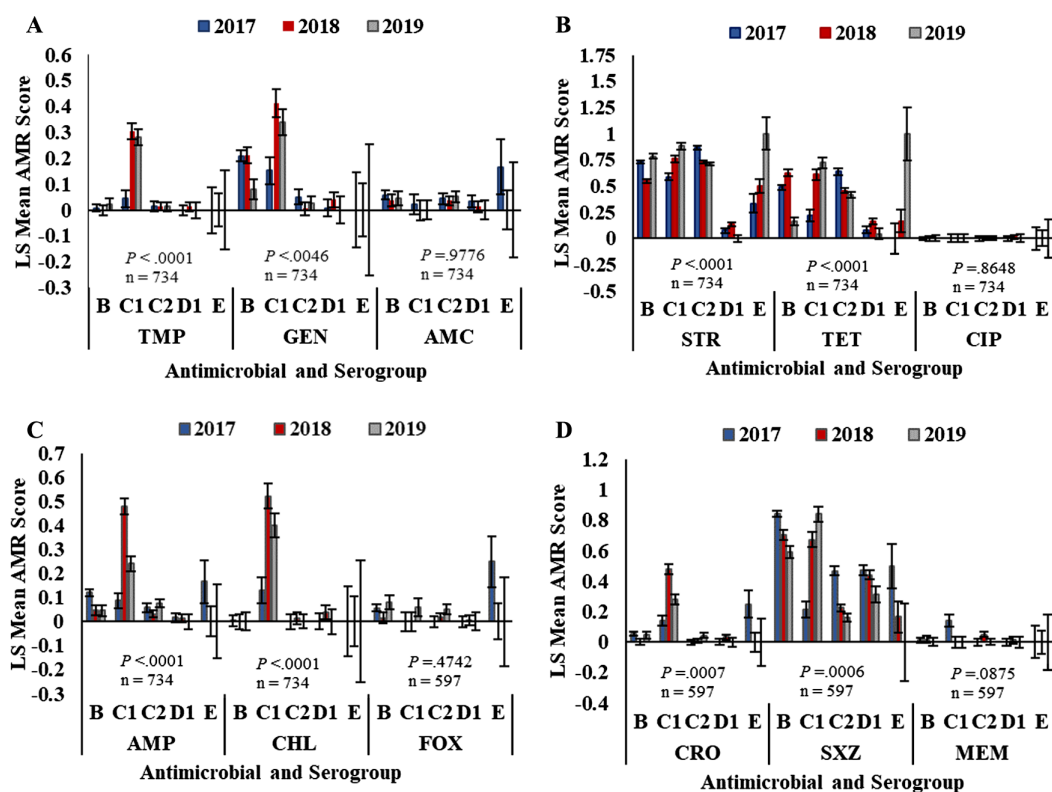 A
2017 2018 2019
LS Mean AMR Score
0.6
0.5
0.4
0.3
0.2
0.1
0
-0.1
-0.2
-0.3
P < .0001
n = 734
P <.0046
n = 734
P =.9776
n = 734
B C1 C2 D1 E B C1 C2 D1 E B C1 C2 D1 E
TMP GEN AMC
Antimicrobial and Serogroup
B
2017 2018 2019
LS Mean AMR Score
1.75
1.5
1.25
1
0.75
0.5
0.25
0
-0.25
-0.5
P <.0001
n = 734
P <.0001
n = 734
P =.8648
n = 734
B C1 C2 D1 E B C1 C2 D1 E B C1 C2 D1 E
STR TET CIP
Antimicrobial and Serogroup
C
2017 2018 2019
LS Mean AMR Score
0.7
0.6
0.5
0.4
0.3
0.2
0.1
0
-0.1
-0.2
-0.3
P <.0001
n = 734
P <.0001
n = 734
P =.4742
n = 597
B C1 C2 D1 E B C1 C2 D1 E B C1 C2 D1 E
AMP CHL FOX
Antimicrobial and Serogroup
D
2017 2018 2019
LS Mean AMR Score
1.2
1
0.8
0.6
0.4
0.2
0
-0.2
-0.4
P =.0007
n = 597
P =.0006
n = 597
P =.0875
n = 597
B C1 C2 D1 E B C1 C2 D1 E B C1 C2 D1 E
CRO SXZ MEM
Antimicrobial and Serogroup